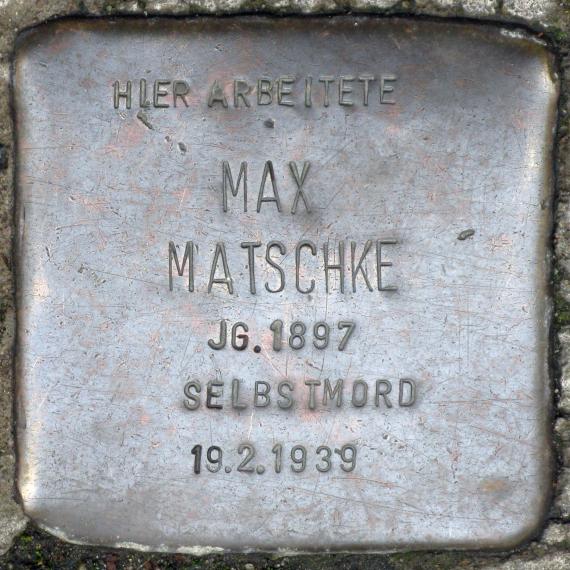 HIER ARBEITETE
MAX
MATSCHKE
JG. 1897
SELBSTMORD
19.2.1939